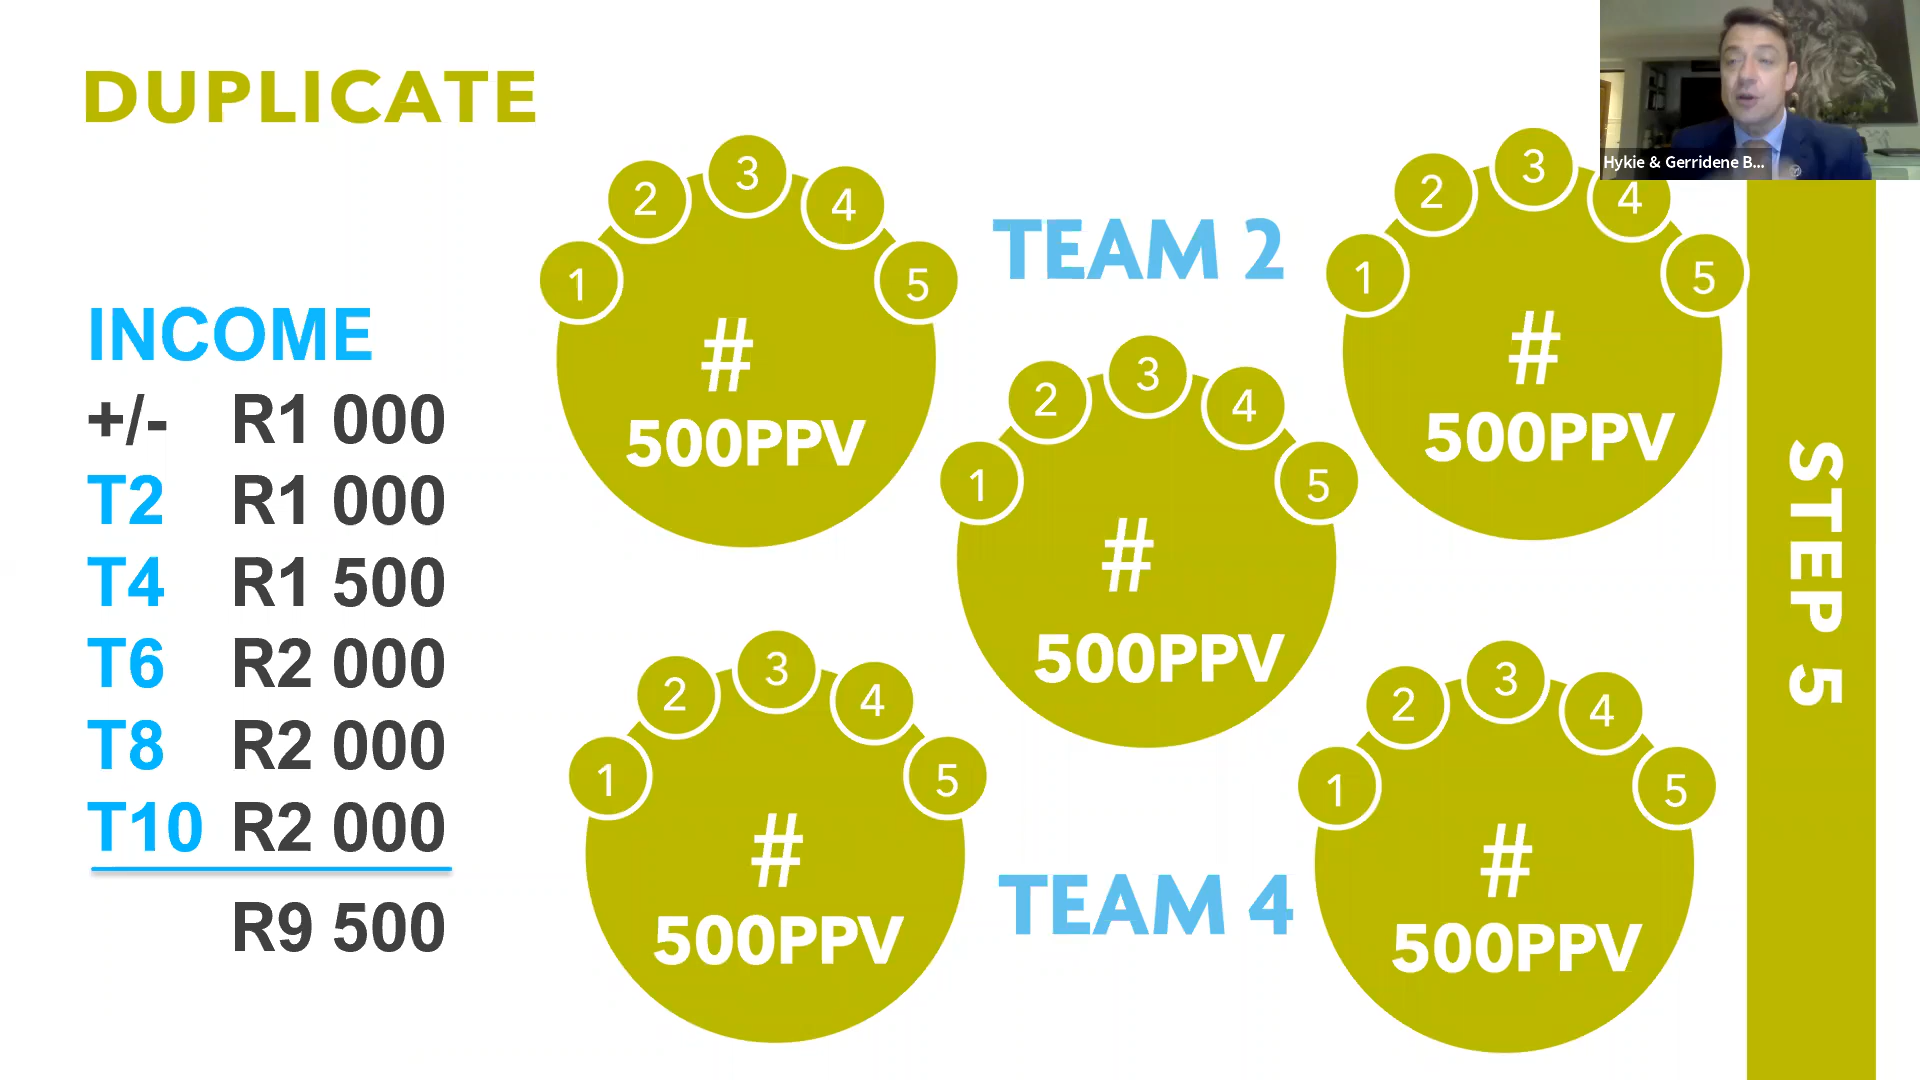 DUPLICATE
Hykie & Gerridene B...
INCOME
+/- R1 000
T2 R1 000
T4 R1 500
T6 R2 000
T8 R2 000
T10 R2 000
R9 500
1 2 3 4 5
#
500PPV
TEAM 2
1 2 3 4 5
#
500PPV
1 2 3 4 5
#
500PPV
1 2 3 4 5
#
500PPV
TEAM 4
1 2 3 4 5
#
500PPV
STEP 5